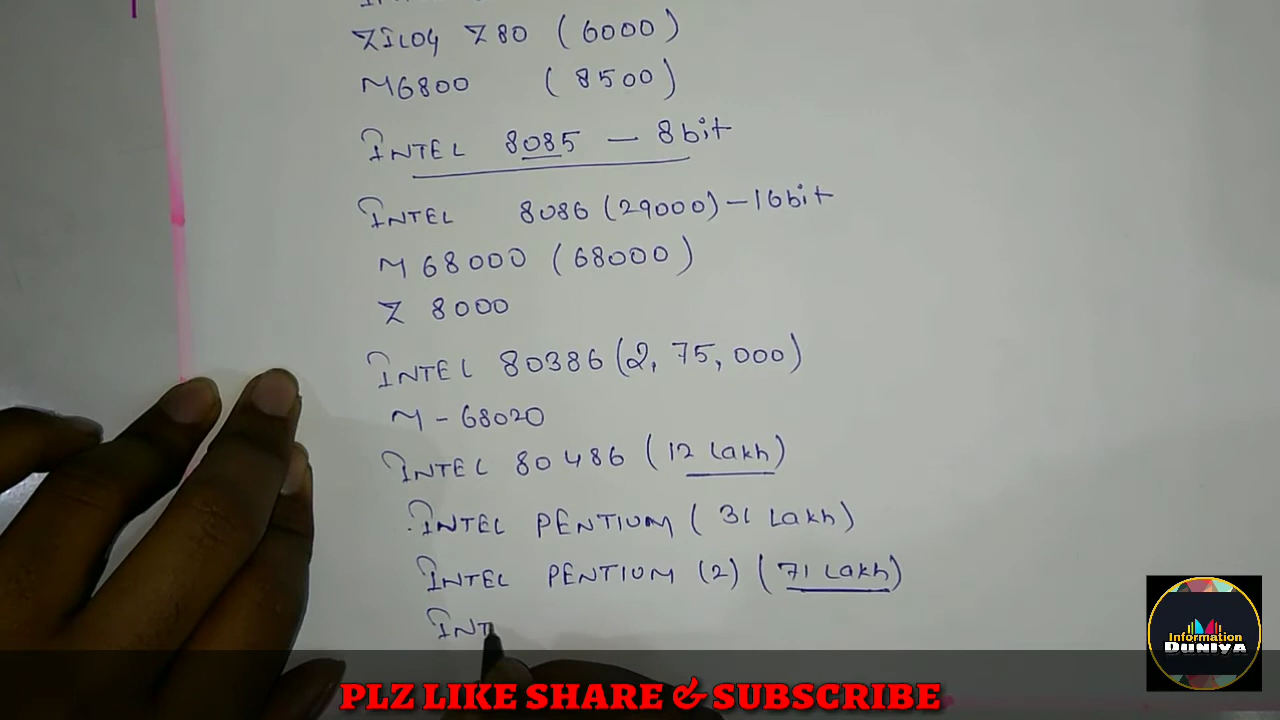 ZILOG Z80 (6000)
M6800 (8500)
INTEL 8085 - 8bit
INTEL 8086 (29000) - 16bit
M 68000 (68000)
Z 8000
INTEL 80386 (2,75,000)
M - 68020
INTEL 80486 (12 Lakh)
INTEL PENTIUM (31 Lakh)
INTEL PENTIUM (2) (71 Lakh)
INT
Information
DUNIYA
PLZ LIKE SHARE & SUBSCRIBE